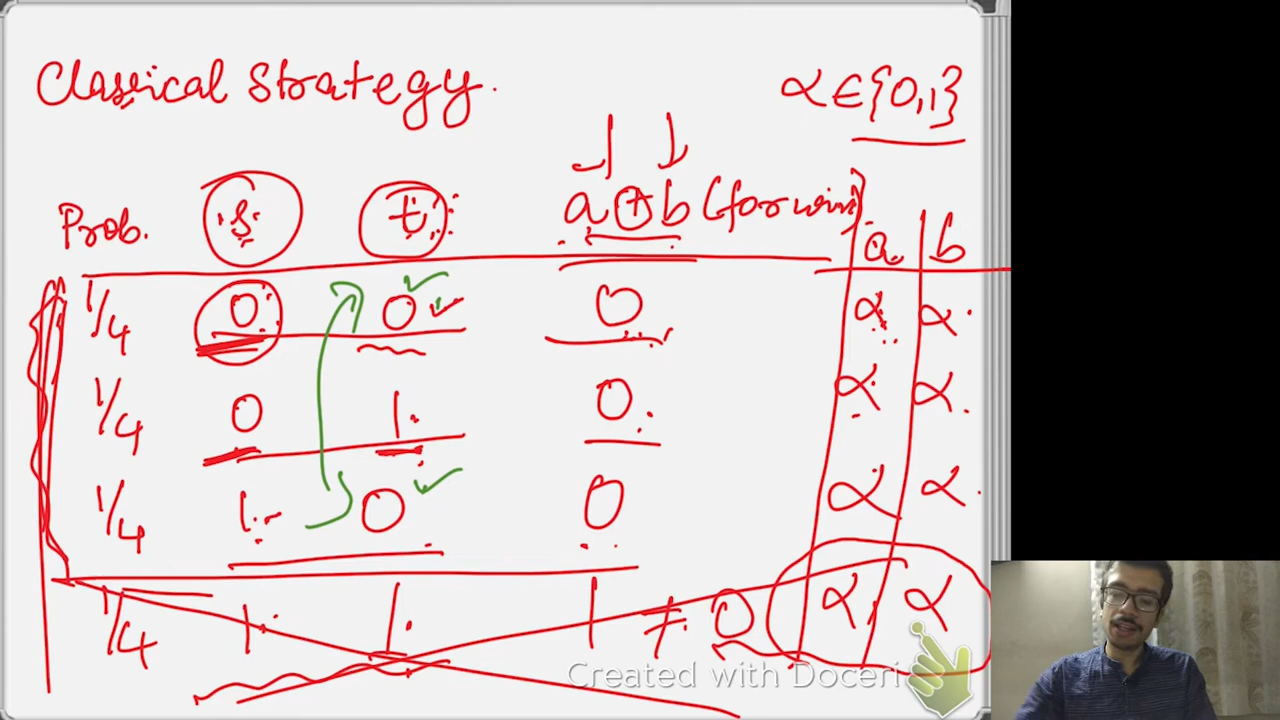 Classical Strategy.
α ∈ {0,1}
Prob. s t a ⊕ b (for win) a b
1/4 0 0 0 α α
1/4 0 1 0 α α
1/4 1 0 0 α α
1/4 1 1 1 ≠ 0 α α
Created with Doceri